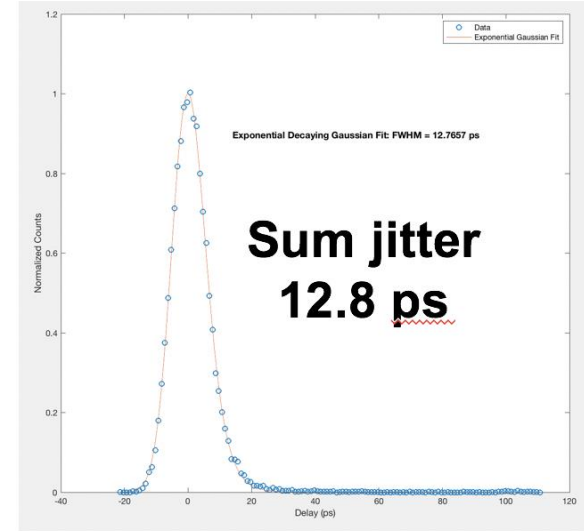 1.2
Data
Exponential Gaussian Fit
1
Exponential Decaying Gaussian Fit: FWHM = 12.7657 ps
0.8
Sum jitter
12.8 ps
Normalized Counts
0.6
0.4
0.2
0
-40 -20 0 20 40 60 80 100 120
Delay (ps)